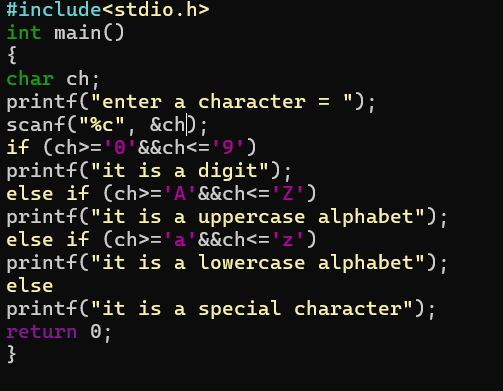 #include<stdio.h>
int main()
{
char ch;
printf("enter a character = ");
scanf("%c", &ch);
if (ch>='0'&&ch<='9')
printf("it is a digit");
else if (ch>='A'&&ch<='Z')
printf("it is a uppercase alphabet");
else if (ch>='a'&&ch<='z')
printf("it is a lowercase alphabet");
else
printf("it is a special character");
return 0;
}